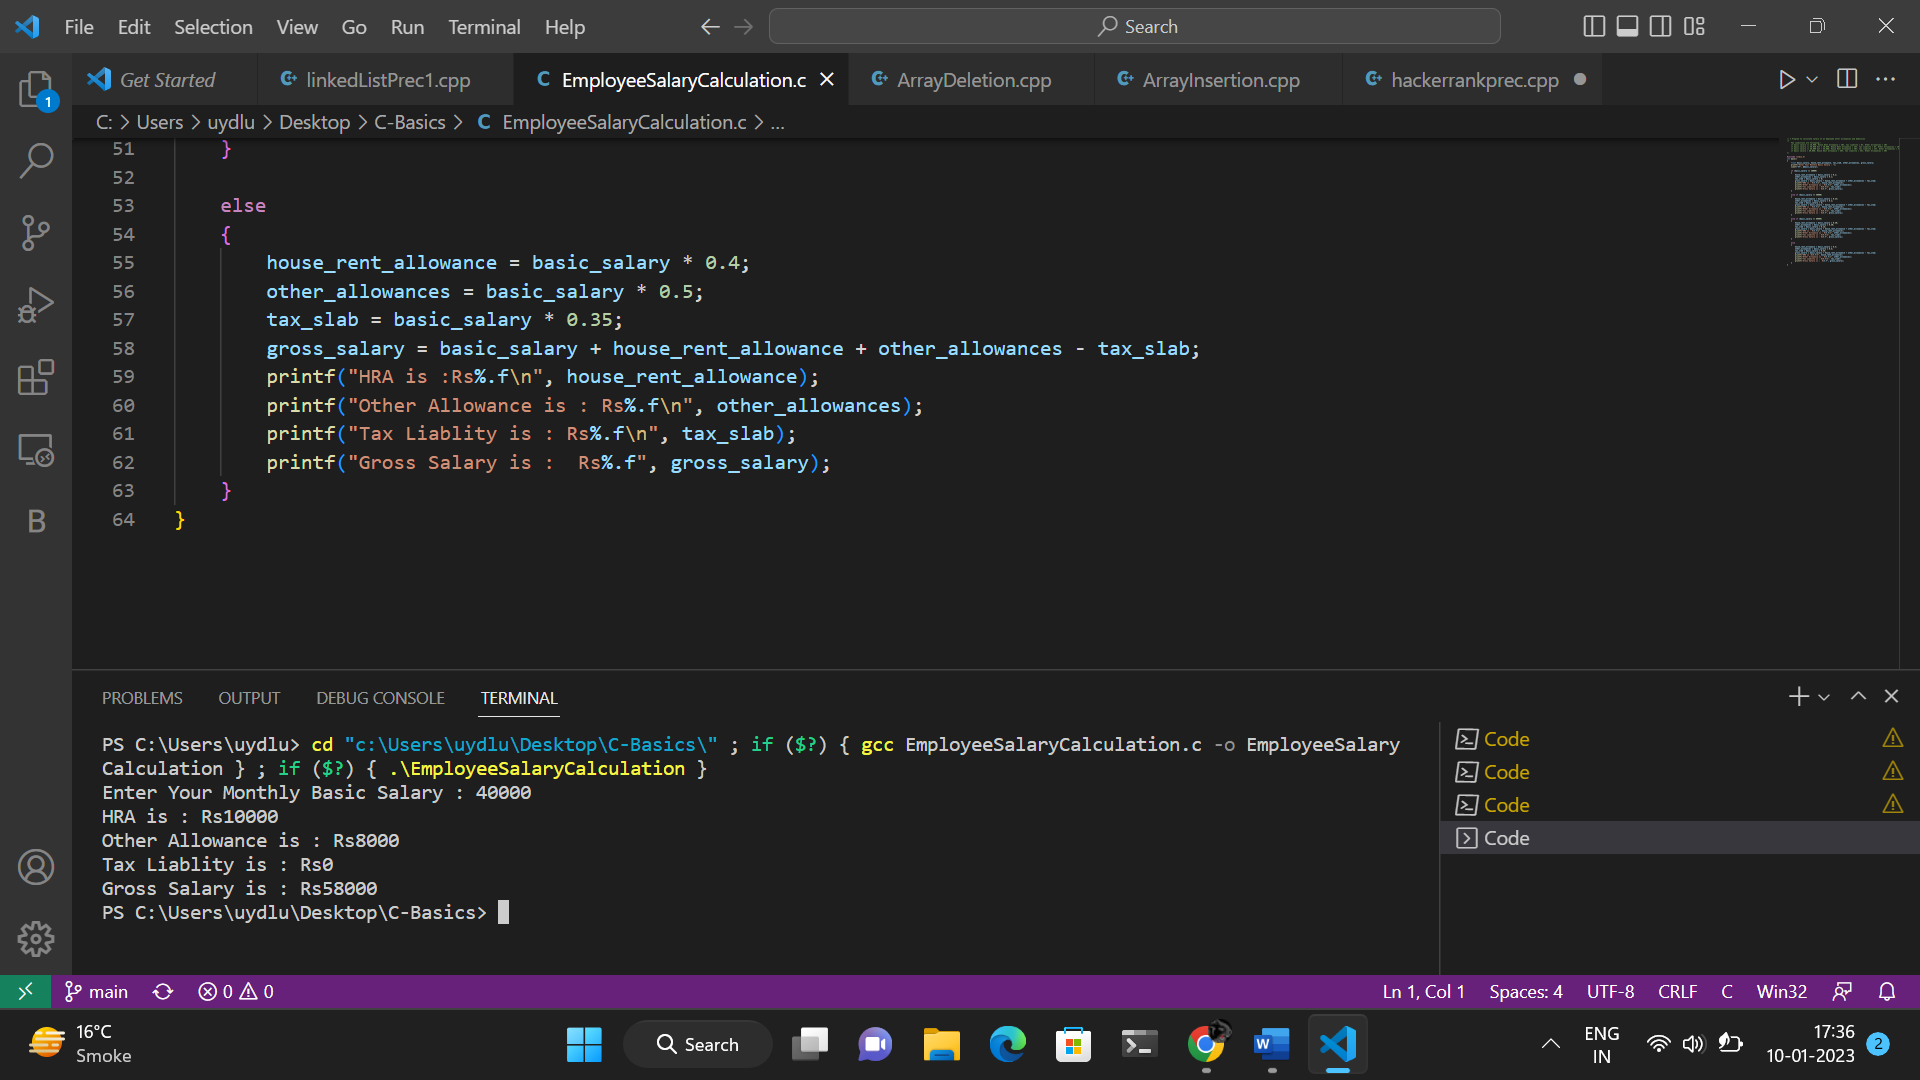 File Edit Selection View Go Run Terminal Help Search
Get Started linkedListPrec1.cpp C EmployeeSalaryCalculation.c ArrayDeletion.cpp ArrayInsertion.cpp hackerrankprec.cpp
1
C: > Users > uydlu > Desktop > C-Basics > C EmployeeSalaryCalculation.c > ...
51 }
52
53 else
54 {
55 house_rent_allowance = basic_salary * 0.4;
56 other_allowances = basic_salary * 0.5;
57 tax_slab = basic_salary * 0.35;
58 gross_salary = basic_salary + house_rent_allowance + other_allowances - tax_slab;
59 printf("HRA is :Rs%.f\n", house_rent_allowance);
60 printf("Other Allowance is : Rs%.f\n", other_allowances);
61 printf("Tax Liablity is : Rs%.f\n", tax_slab);
62 printf("Gross Salary is :  Rs%.f", gross_salary);
63 }
64 }
B
PROBLEMS OUTPUT DEBUG CONSOLE TERMINAL
PS C:\Users\uydlu> cd "c:\Users\uydlu\Desktop\C-Basics\" ; if ($?) { gcc EmployeeSalaryCalculation.c -o EmployeeSalary
Calculation } ; if ($?) { .\EmployeeSalaryCalculation }
Enter Your Monthly Basic Salary : 40000
HRA is : Rs10000
Other Allowance is : Rs8000
Tax Liablity is : Rs0
Gross Salary is : Rs58000
PS C:\Users\uydlu\Desktop\C-Basics>
Code
Code
Code
Code
main 0 0 Ln 1, Col 1 Spaces: 4 UTF-8 CRLF C Win32
16°C
Smoke
Search
W
ENG
IN
17:36
10-01-2023
2